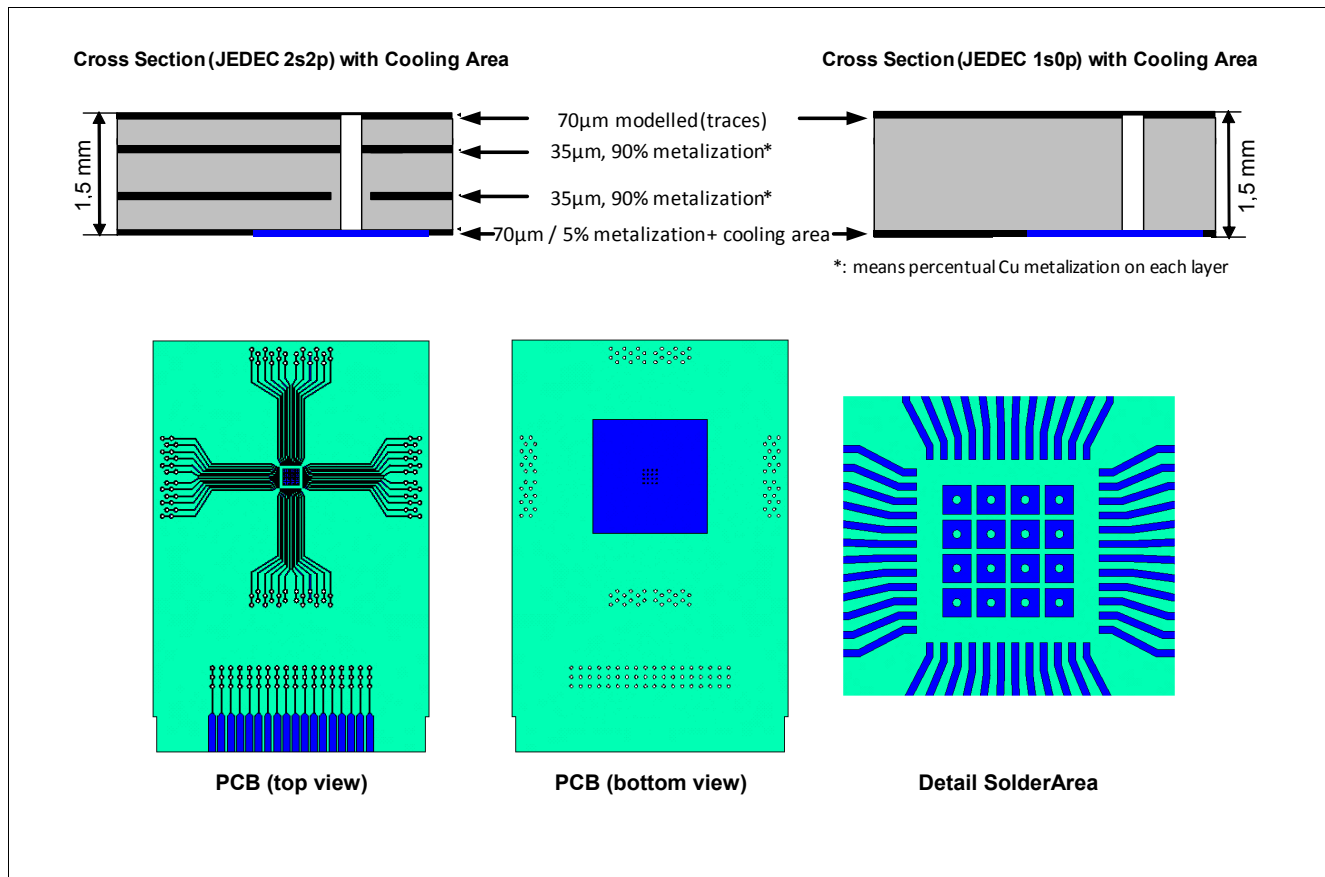 Cross Section (JEDEC 2s2p) with Cooling Area
Cross Section (JEDEC 1s0p) with Cooling Area
1,5 mm
70µm modelled (traces)
35µm, 90% metalization*
35µm, 90% metalization*
70µm / 5% metalization + cooling area
1,5 mm
*: means percentual Cu metalization on each layer
PCB (top view)
PCB (bottom view)
Detail SolderArea